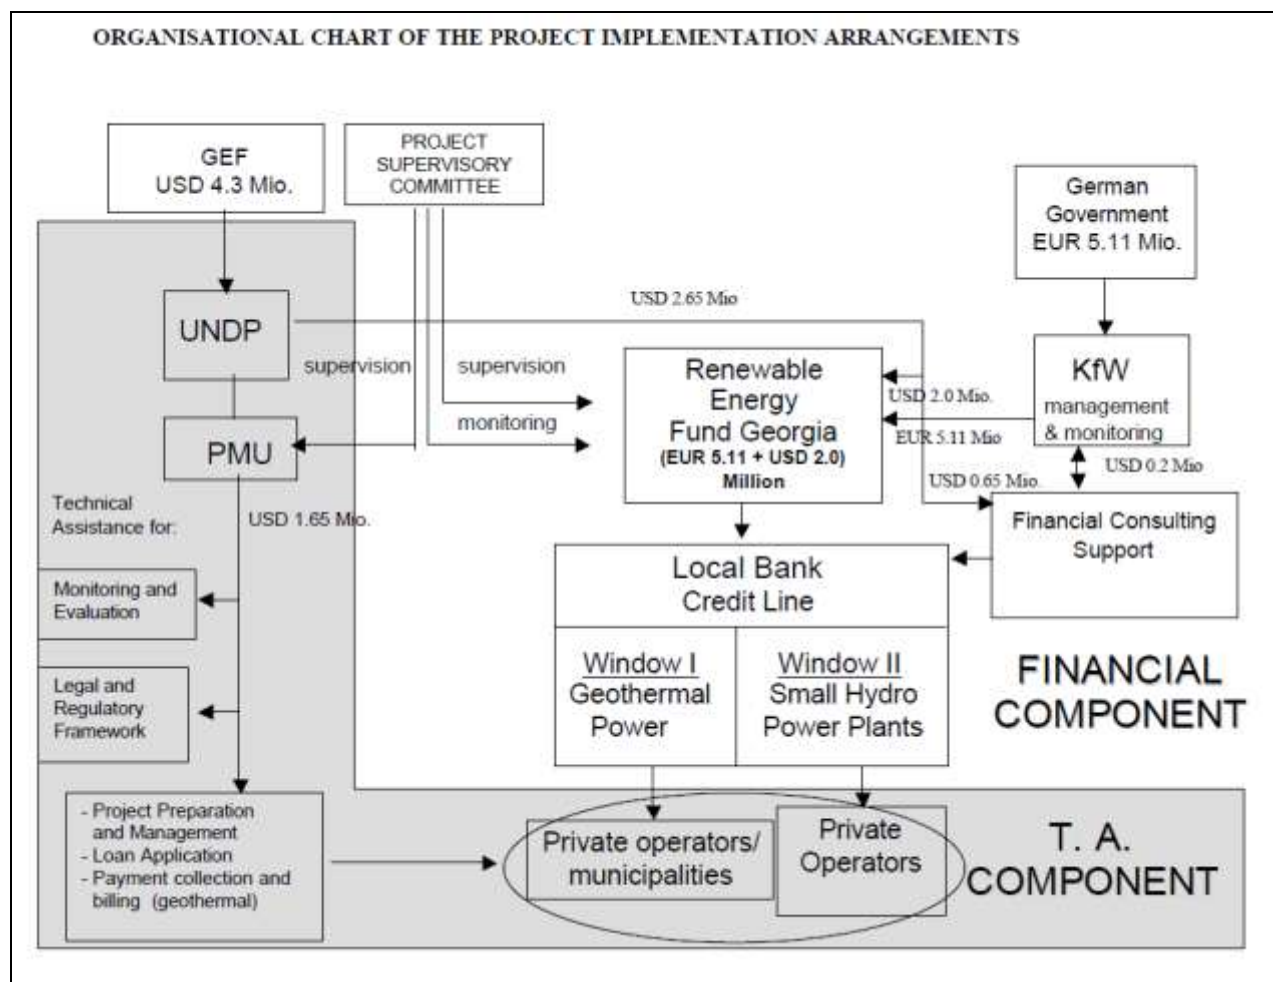 ORGANISATIONAL CHART OF THE PROJECT IMPLEMENTATION ARRANGEMENTS
GEF
USD 4.3 Mio.
PROJECT
SUPERVISORY
COMMITTEE
German
Government
EUR 5.11 Mio.
UNDP
USD 2.65 Mio
supervision
supervision
monitoring
PMU
Renewable
Energy
Fund Georgia
(EUR 5.11 + USD 2.0)
Million
USD 2.0 Mio.
EUR 5.11 Mio
KfW
management
& monitoring
USD 0.2 Mio
USD 0.65 Mio.
Financial Consulting
Support
Technical
Assistance for:
USD 1.65 Mio.
Monitoring and
Evaluation
Legal and
Regulatory
Framework
Local Bank
Credit Line
Window I
Geothermal
Power
Window II
Small Hydro
Power Plants
FINANCIAL
COMPONENT
- Project Preparation
and Management
- Loan Application
- Payment collection and
billing (geothermal)
Private operators/
municipalities
Private
Operators
T. A.
COMPONENT